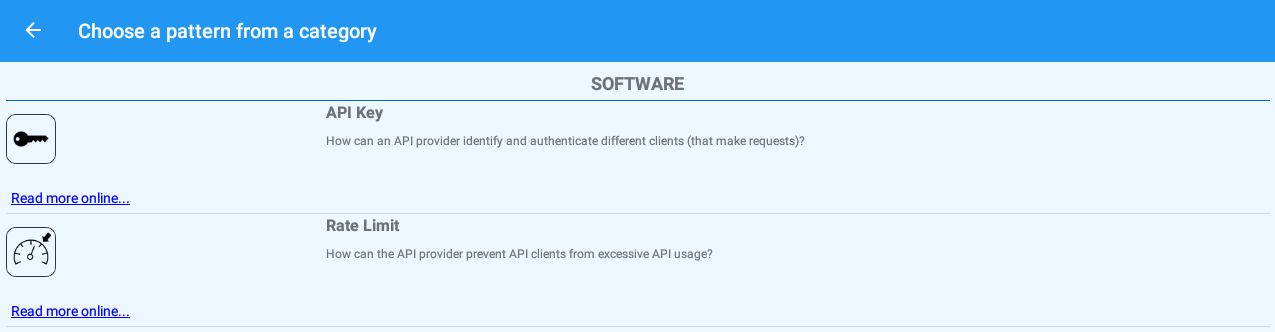 Choose a pattern from a category
SOFTWARE
API Key
How can an API provider identify and authenticate different clients (that make requests)?
Read more online...
Rate Limit
How can the API provider prevent API clients from excessive API usage?
Read more online...